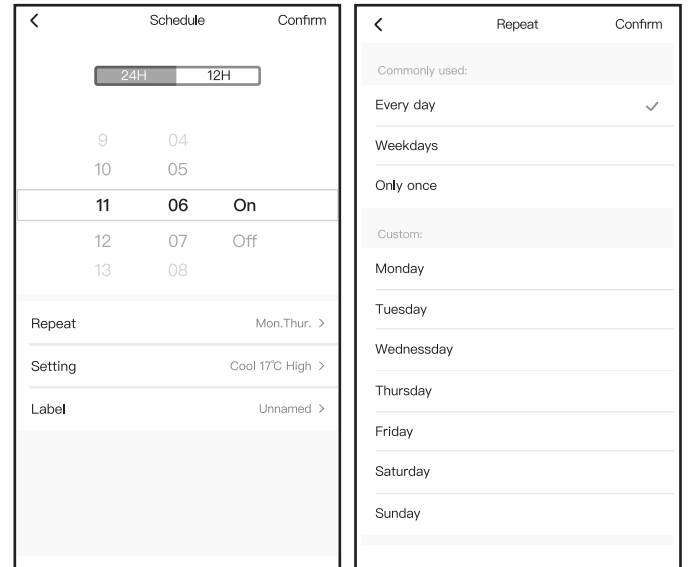 Schedule Confirm
24H 12H
9 04
10 05
11 06 On
12 07 Off
13 08
Repeat Mon.Thur. >
Setting Cool 17℃ High >
Label Unnamed >
Repeat Confirm
Commonly used:
Every day
Weekdays
Only once
Custom:
Monday
Tuesday
Wednessday
Thursday
Friday
Saturday
Sunday